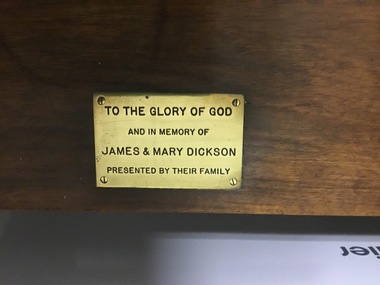 TO THE GLORY OF GOD
AND IN MEMORY OF
JAMES & MARY DICKSON
PRESENTED BY THEIR FAMILY